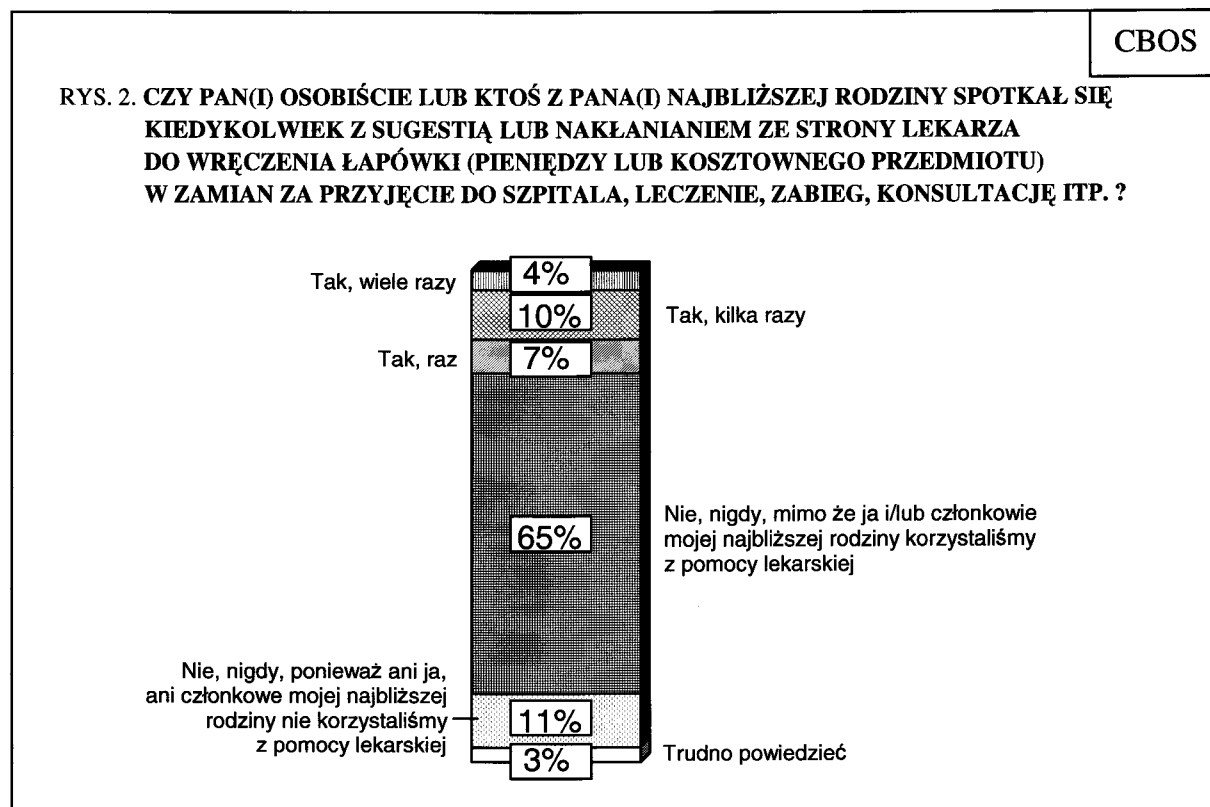 CBOS
RYS. 2. CZY PAN(I) OSOBIŚCIE LUB KTOŚ Z PANA(I) NAJBLIŻSZEJ RODZINY SPOTKAŁ SIĘ
KIEDYKOLWIEK Z SUGESTIĄ LUB NAKŁANIANIEM ZE STRONY LEKARZA
DO WRĘCZENIA ŁAPÓWKI (PIENIĘDZY LUB KOSZTOWNEGO PRZEDMIOTU)
W ZAMIAN ZA PRZYJĘCIE DO SZPITALA, LECZENIE, ZABIEG, KONSULTACJĘ ITP. ?
Tak, wiele razy
4%
10%
Tak, kilka razy
Tak, raz
7%
65%
Nie, nigdy, mimo że ja i/lub członkowie
mojej najbliższej rodziny korzystaliśmy
z pomocy lekarskiej
Nie, nigdy, ponieważ ani ja,
ani członkowe mojej najbliższej
rodziny nie korzystaliśmy
z pomocy lekarskiej
11%
3%
Trudno powiedzieć